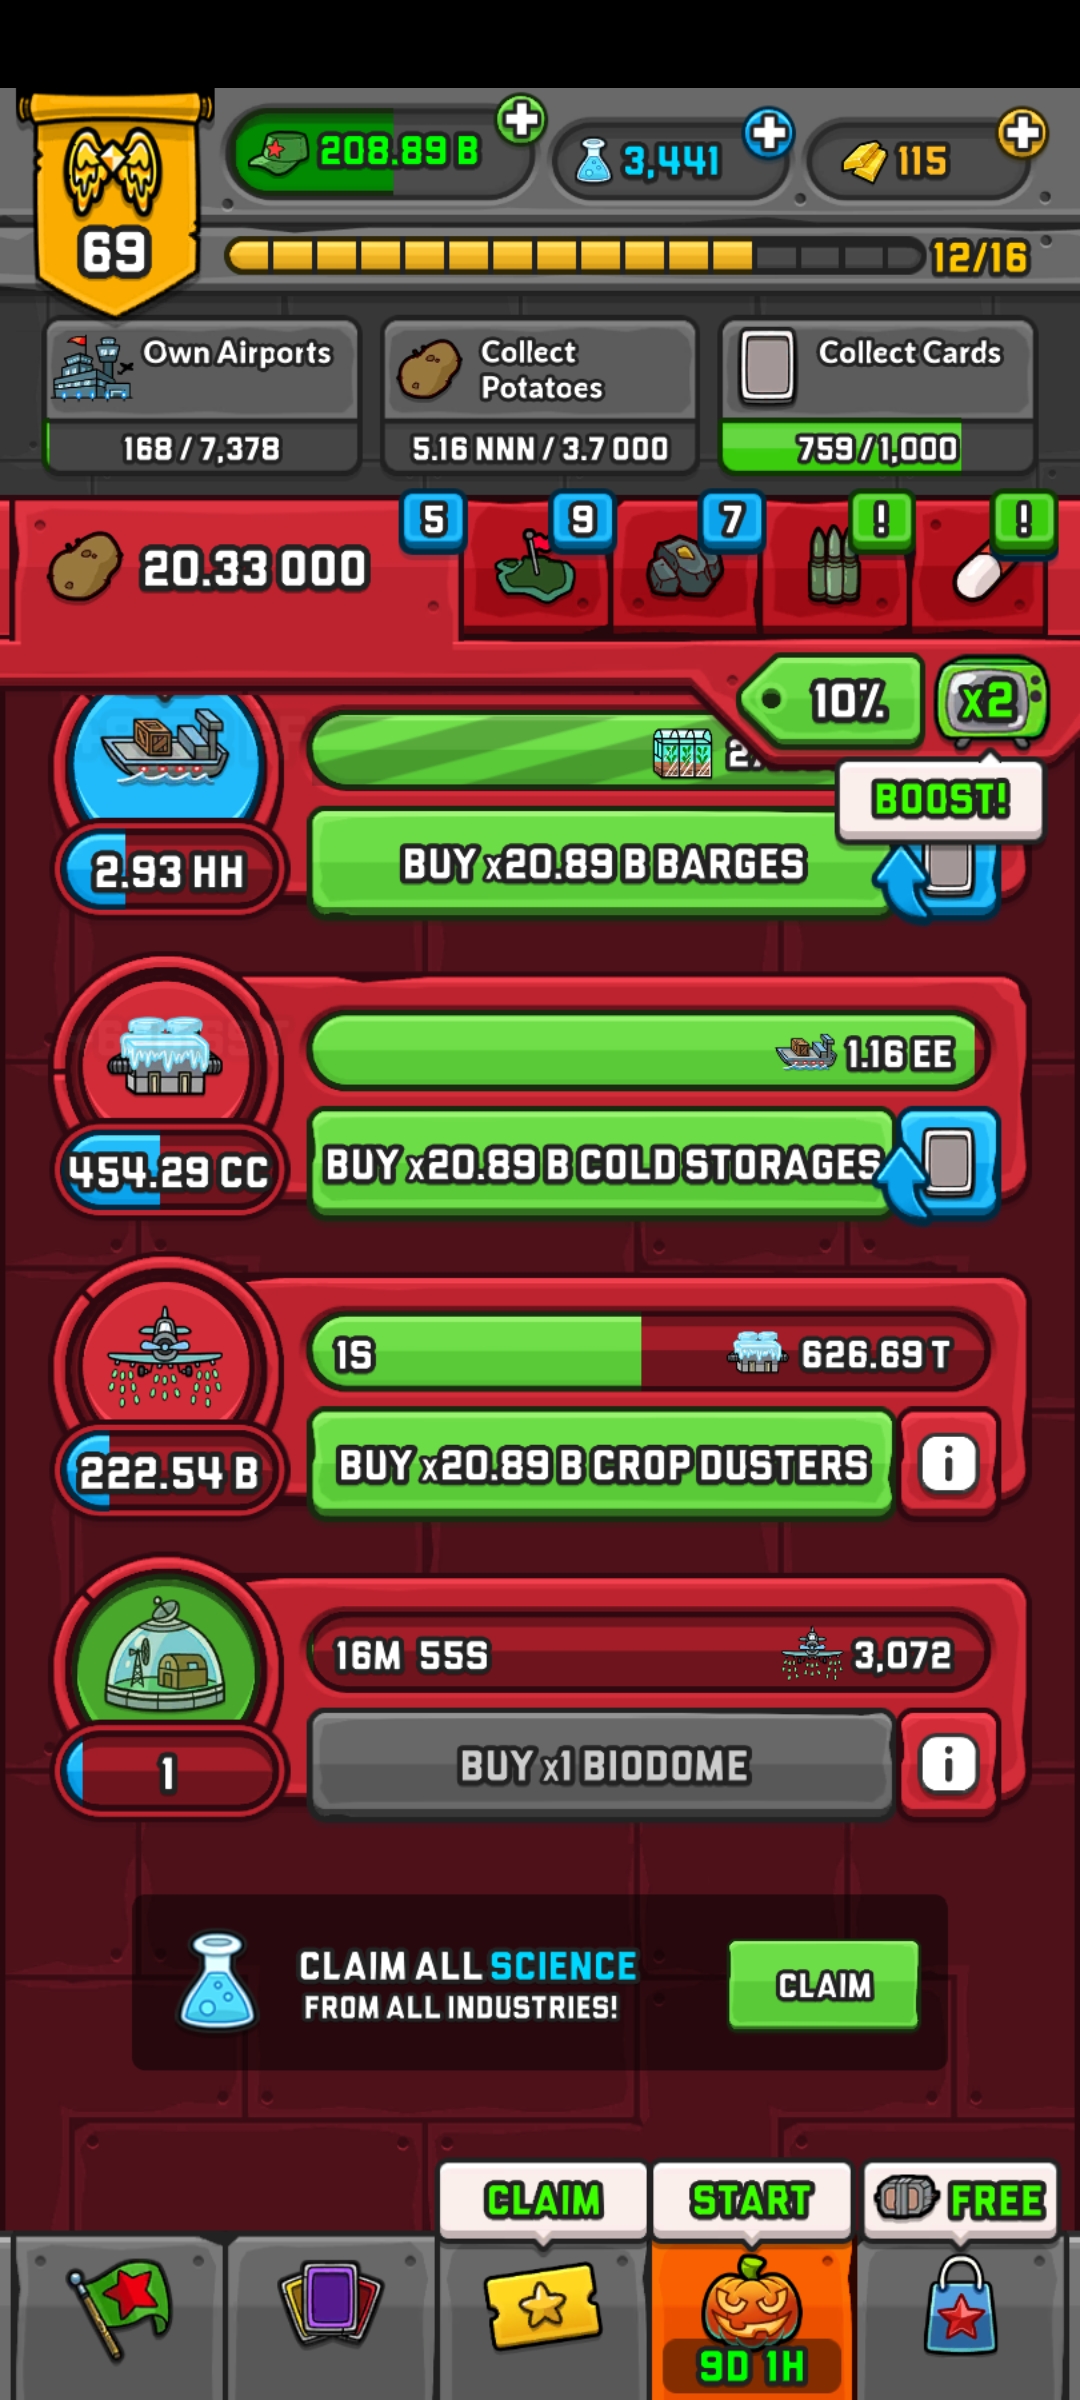 69
208.89 B
3,441
115
12/16
Own Airports
168 / 7,378
Collect
Potatoes
5.16 NNN / 3.7 OOO
Collect Cards
759 / 1,000
20.33 OOO
5
9
7
!
!
10%
x2
BOOST!
2.93 HH
BUY x20.89 B BARGES
1.16 EE
454.29 CC
BUY x20.89 B COLD STORAGES
1S
626.69 T
222.54 B
BUY x20.89 B CROP DUSTERS
i
16M 55S
3,072
1
BUY x1 BIODOME
i
CLAIM ALL SCIENCE
FROM ALL INDUSTRIES!
CLAIM
CLAIM
START
FREE
9D 1H